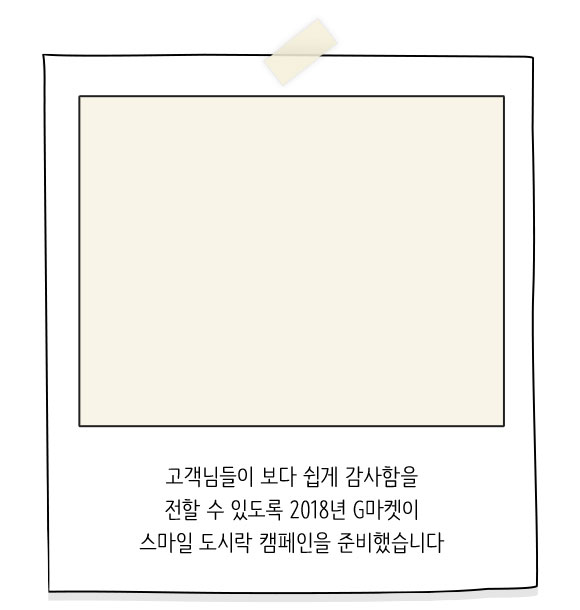 고객님들이 보다 쉽게 감사함을
전할 수 있도록 2018년 G마켓이
스마일 도시락 캠페인을 준비했습니다